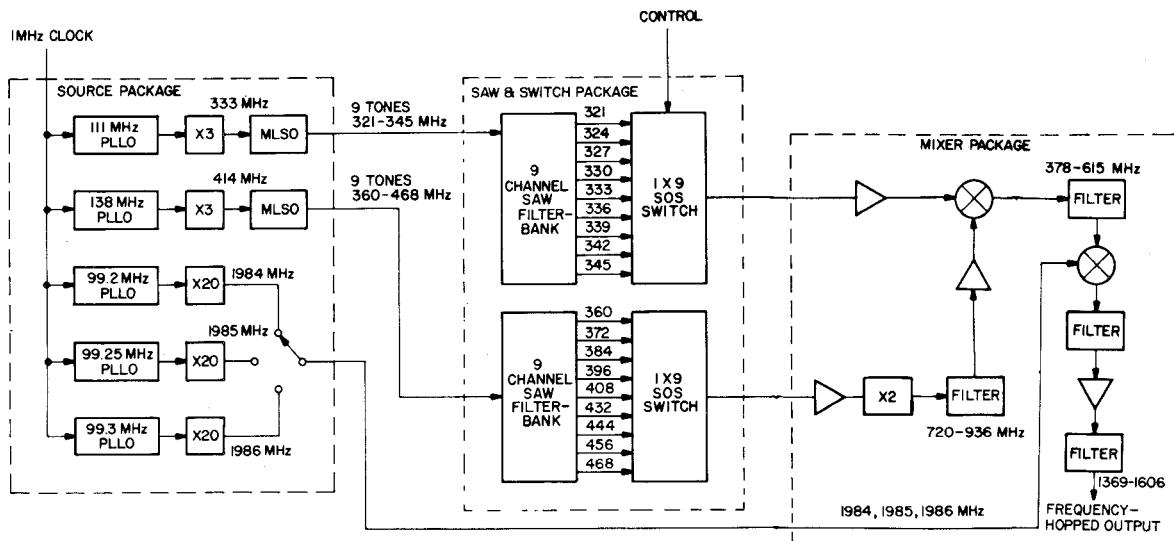 CONTROL
1MHz CLOCK
SOURCE PACKAGE
333 MHz
111 MHz
PLLO
X3
MLSO
9 TONES
321-345 MHz
414 MHz
138 MHz
PLLO
X3
MLSO
9 TONES
360-468 MHz
99.2 MHz
PLLO
X20
1984 MHz
99.25 MHz
PLLO
X20
1985 MHz
99.3 MHz
PLLO
X20
1986 MHz
SAW & SWITCH PACKAGE
9
CHANNEL
SAW
FILTER-
BANK
321
324
327
330
333
336
339
342
345
1 X 9
SOS
SWITCH
9
CHANNEL
SAW
FILTER-
BANK
360
372
384
396
408
432
444
456
468
1 X 9
SOS
SWITCH
MIXER PACKAGE
378-615 MHz
FILTER
X2
FILTER
720-936 MHz
FILTER
FILTER
1369-1606
1984, 1985, 1986 MHz
FREQUENCY-
HOPPED OUTPUT